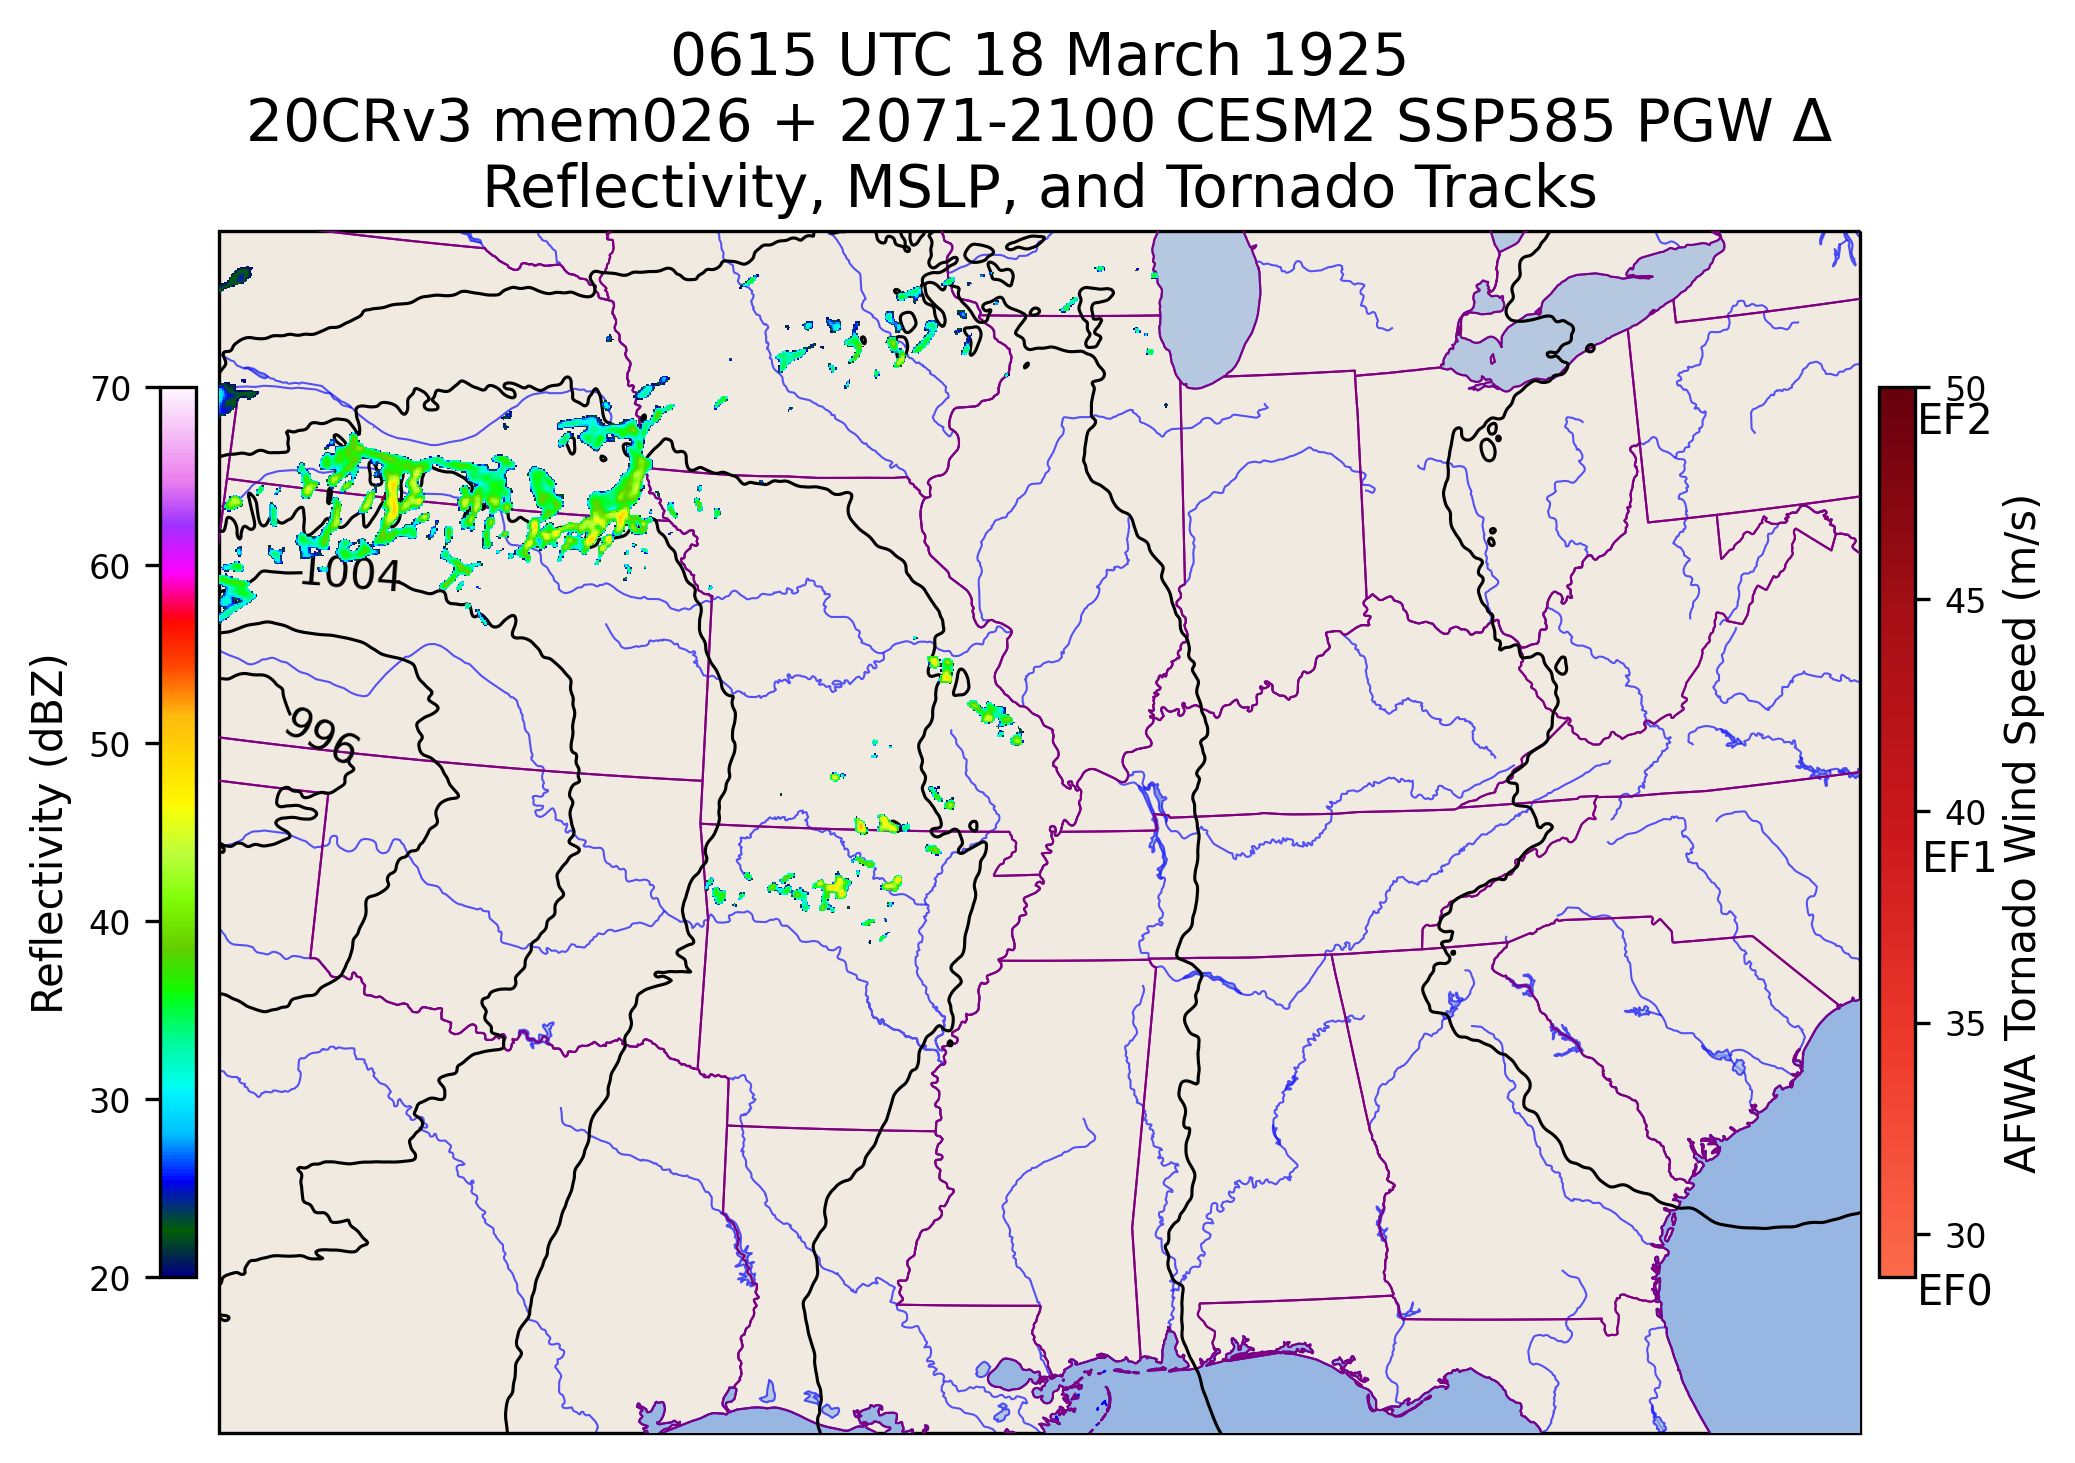 0615 UTC 18 March 1925
20CRv3 mem026 + 2071-2100 CESM2 SSP585 PGW Δ
Reflectivity, MSLP, and Tornado Tracks
70
60
50
40
30
20
Reflectivity (dBZ)
1004
996
50
EF2
45
40
EF1
35
30
EF0
AFWA Tornado Wind Speed (m/s)